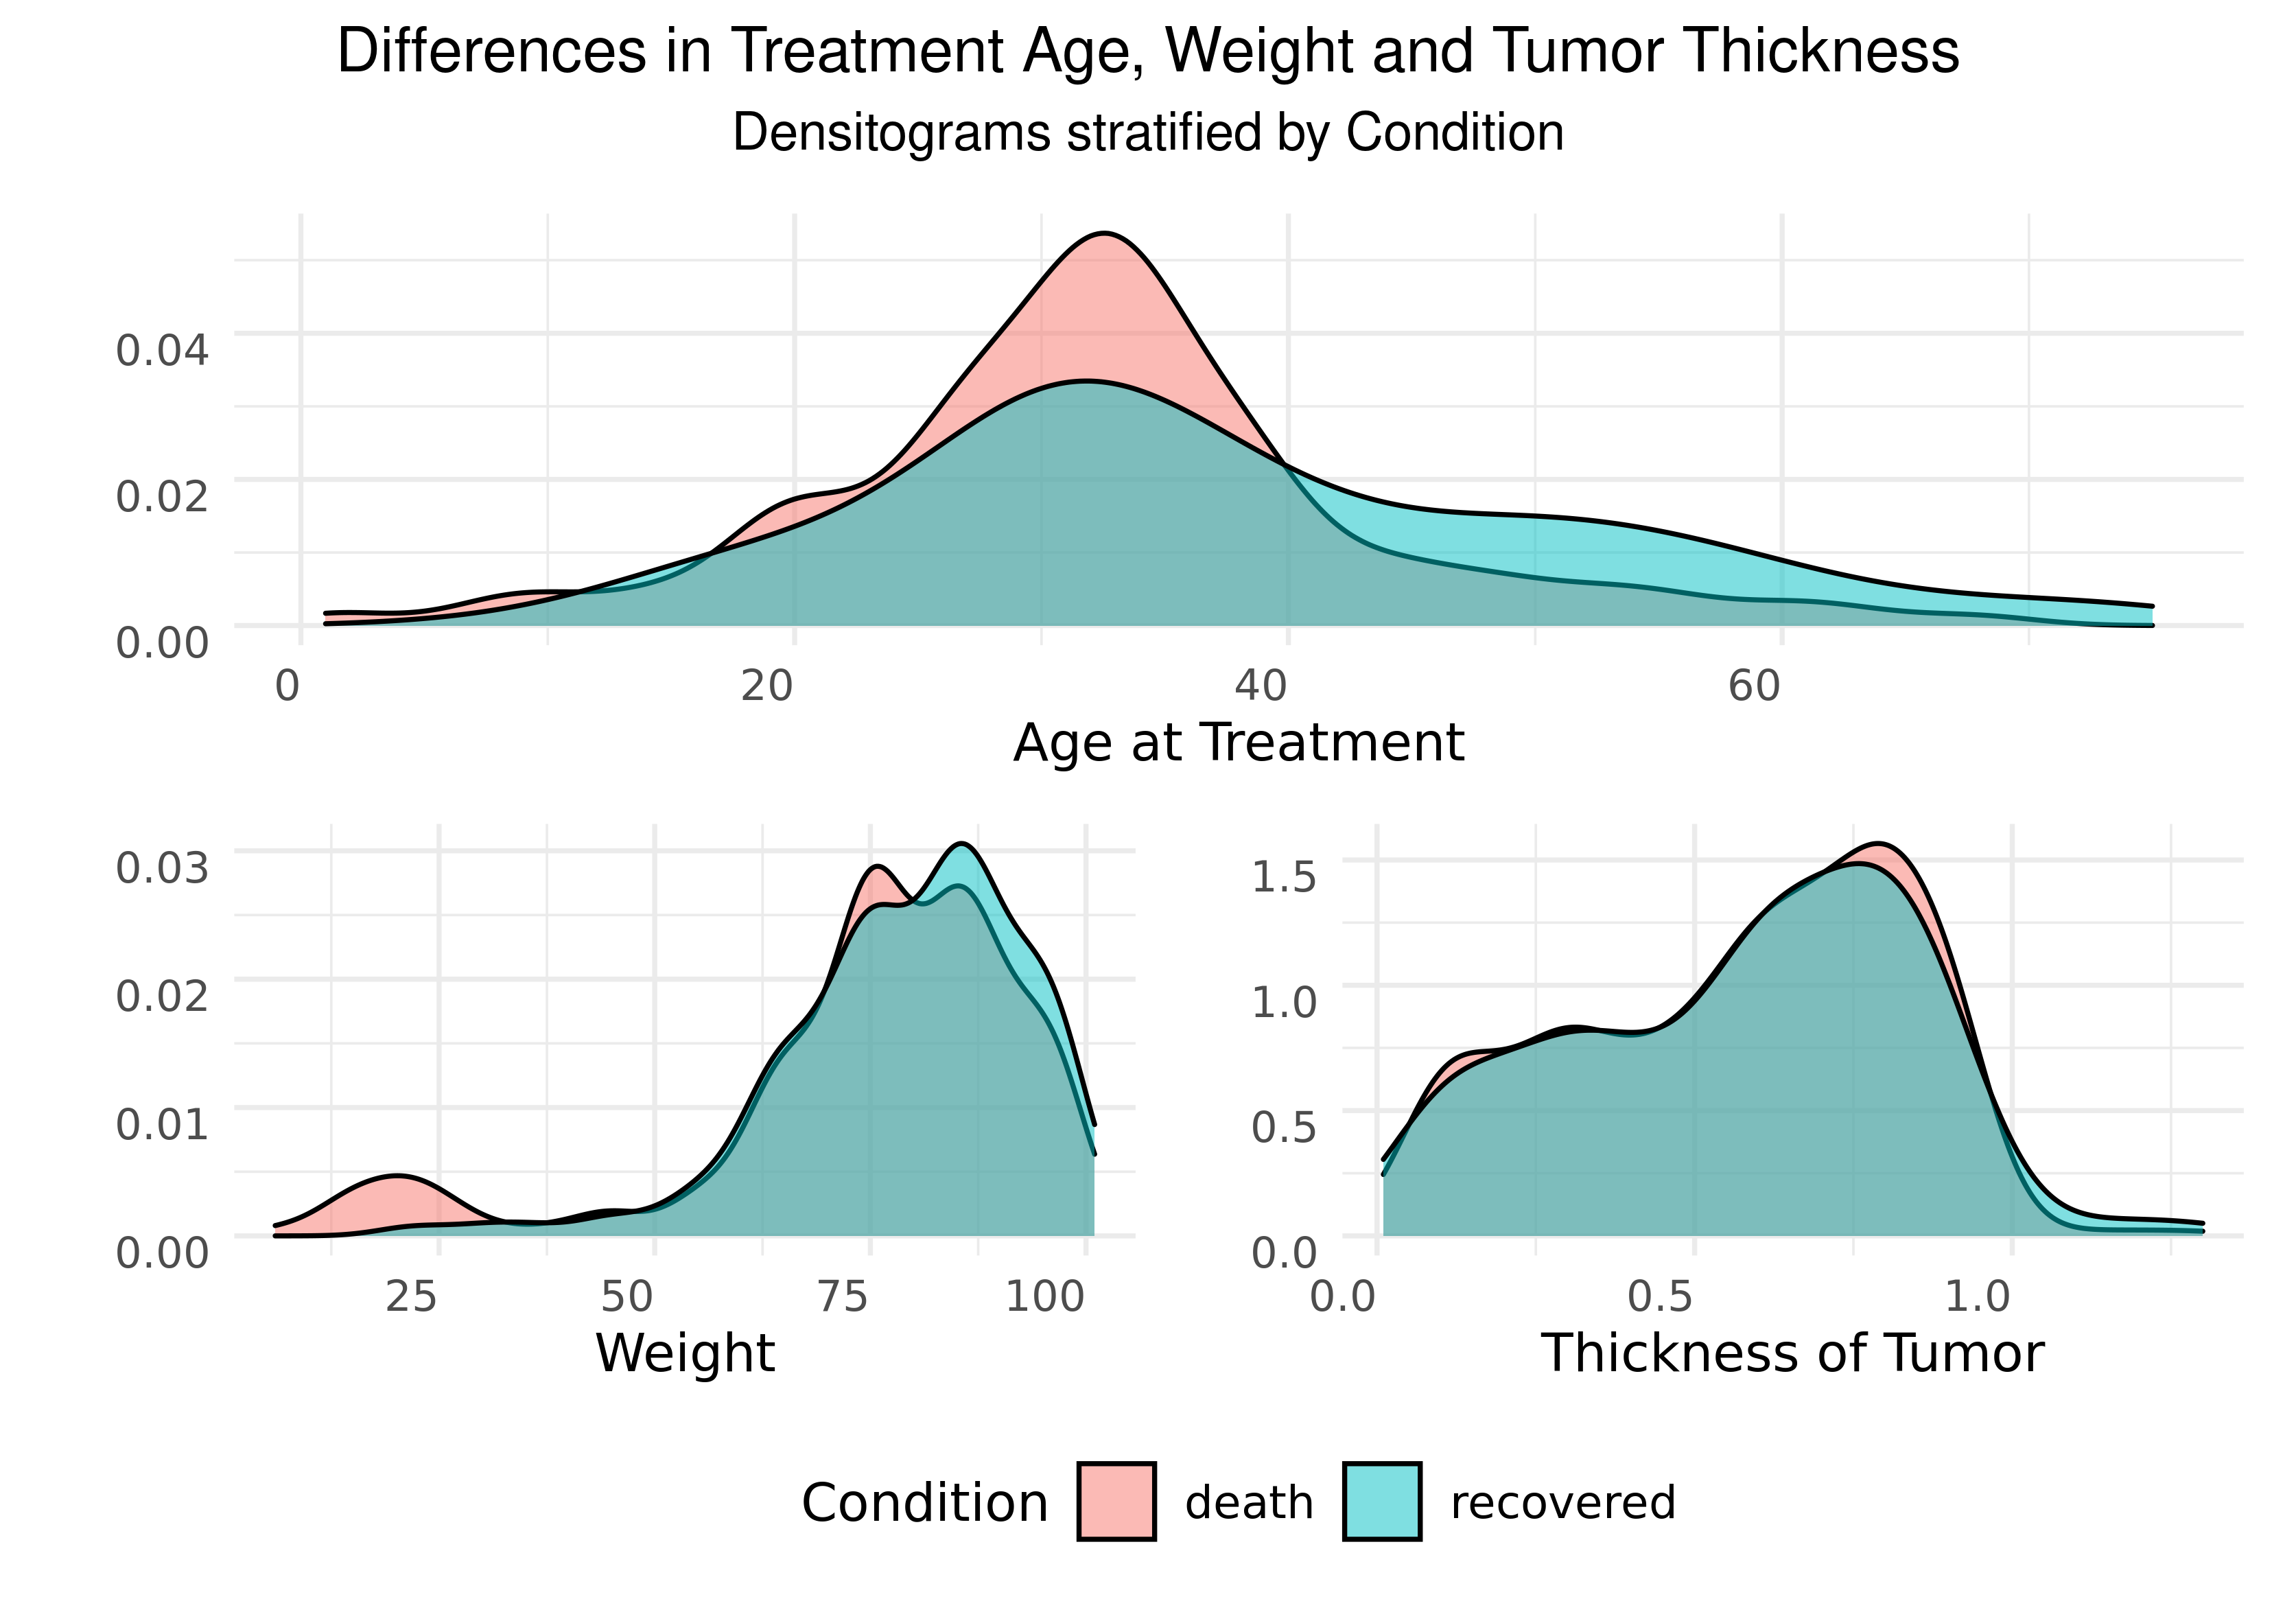 Differences in Treatment Age, Weight and Tumor Thickness
Densitograms stratified by Condition
0.04
0.02
0.00
0 20 40 60
Age at Treatment
0.03
0.02
0.01
0.00
25 50 75 100
Weight
1.5
1.0
0.5
0.0
0.0 0.5 1.0
Thickness of Tumor
Condition death recovered